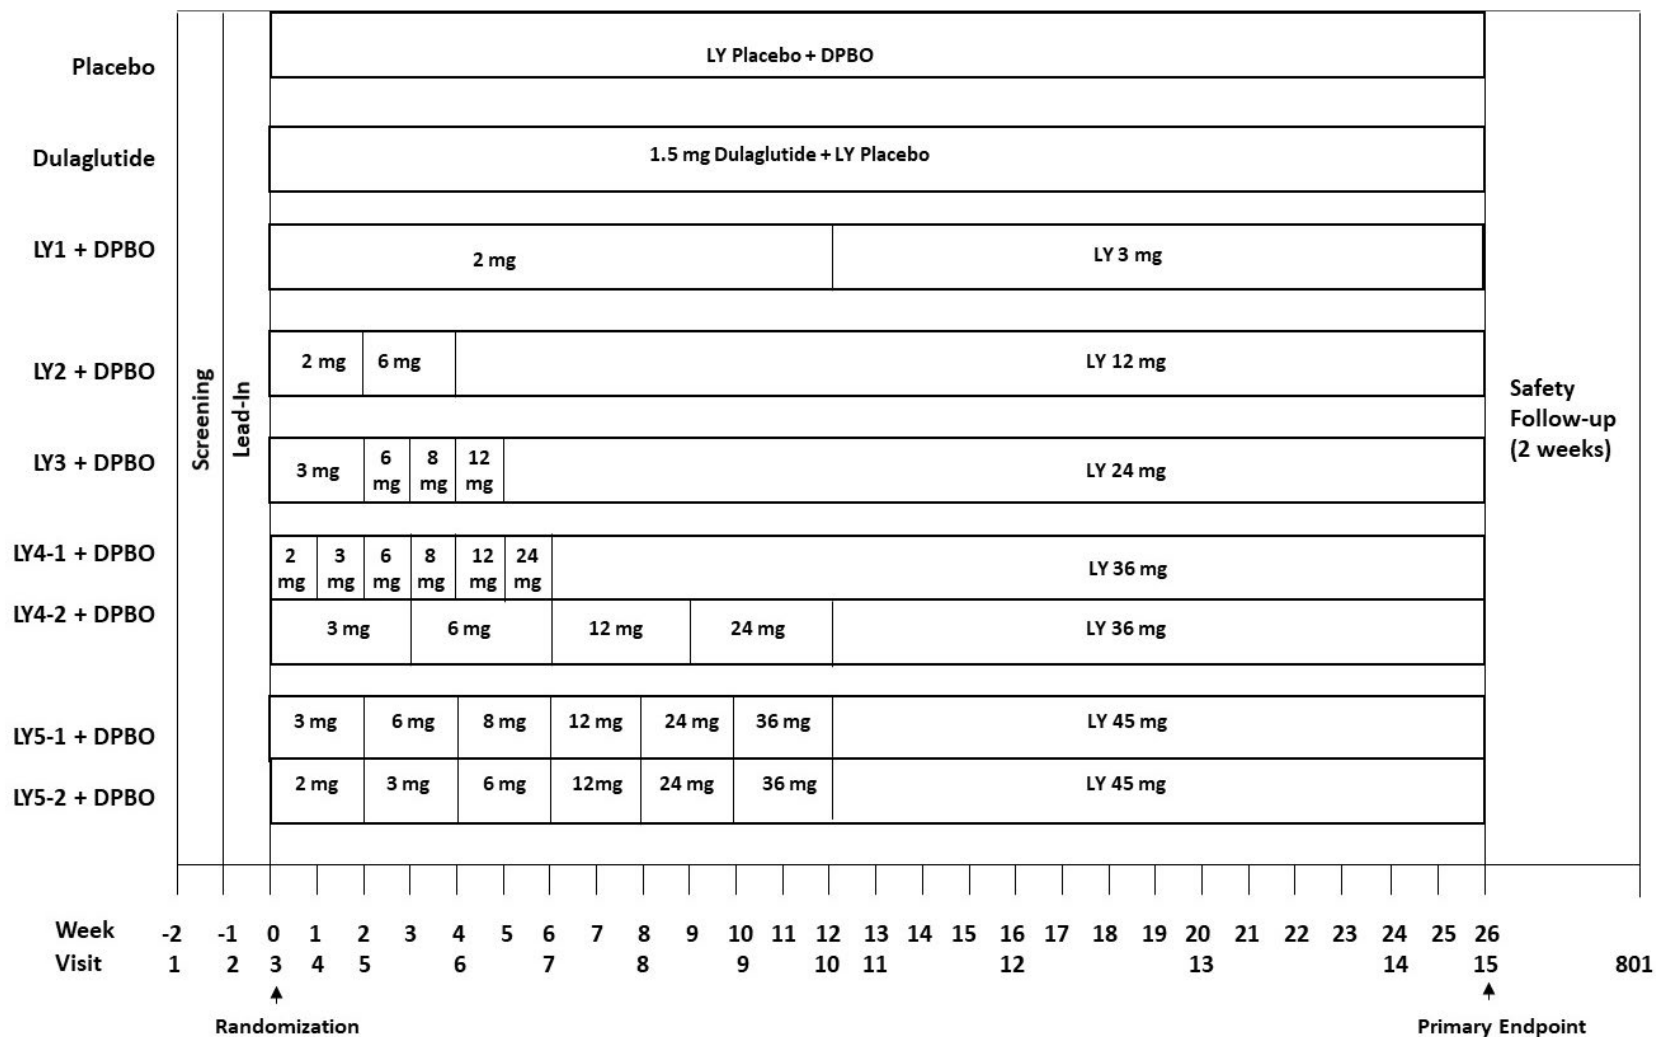 Placebo
LY Placebo + DPBO
Dulaglutide
1.5 mg Dulaglutide + LY Placebo
LY1 + DPBO
2 mg
LY 3 mg
LY2 + DPBO
2 mg
6 mg
LY 12 mg
Screening
Lead-In
Safety
Follow-up
(2 weeks)
LY3 + DPBO
3 mg
6
mg
8
mg
12
mg
LY 24 mg
LY4-1 + DPBO
2
mg
3
mg
6
mg
8
mg
12
mg
24
mg
LY 36 mg
LY4-2 + DPBO
3 mg
6 mg
12 mg
24 mg
LY 36 mg
LY5-1 + DPBO
3 mg
6 mg
8 mg
12 mg
24 mg
36 mg
LY 45 mg
LY5-2 + DPBO
2 mg
3 mg
6 mg
12mg
24 mg
36 mg
LY 45 mg
Week -2 -1 0 1 2 3 4 5 6 7 8 9 10 11 12 13 14 15 16 17 18 19 20 21 22 23 24 25 26
Visit 1 2 3 4 5 6 7 8 9 10 11 12 13 14 15 801
Randomization
Primary Endpoint